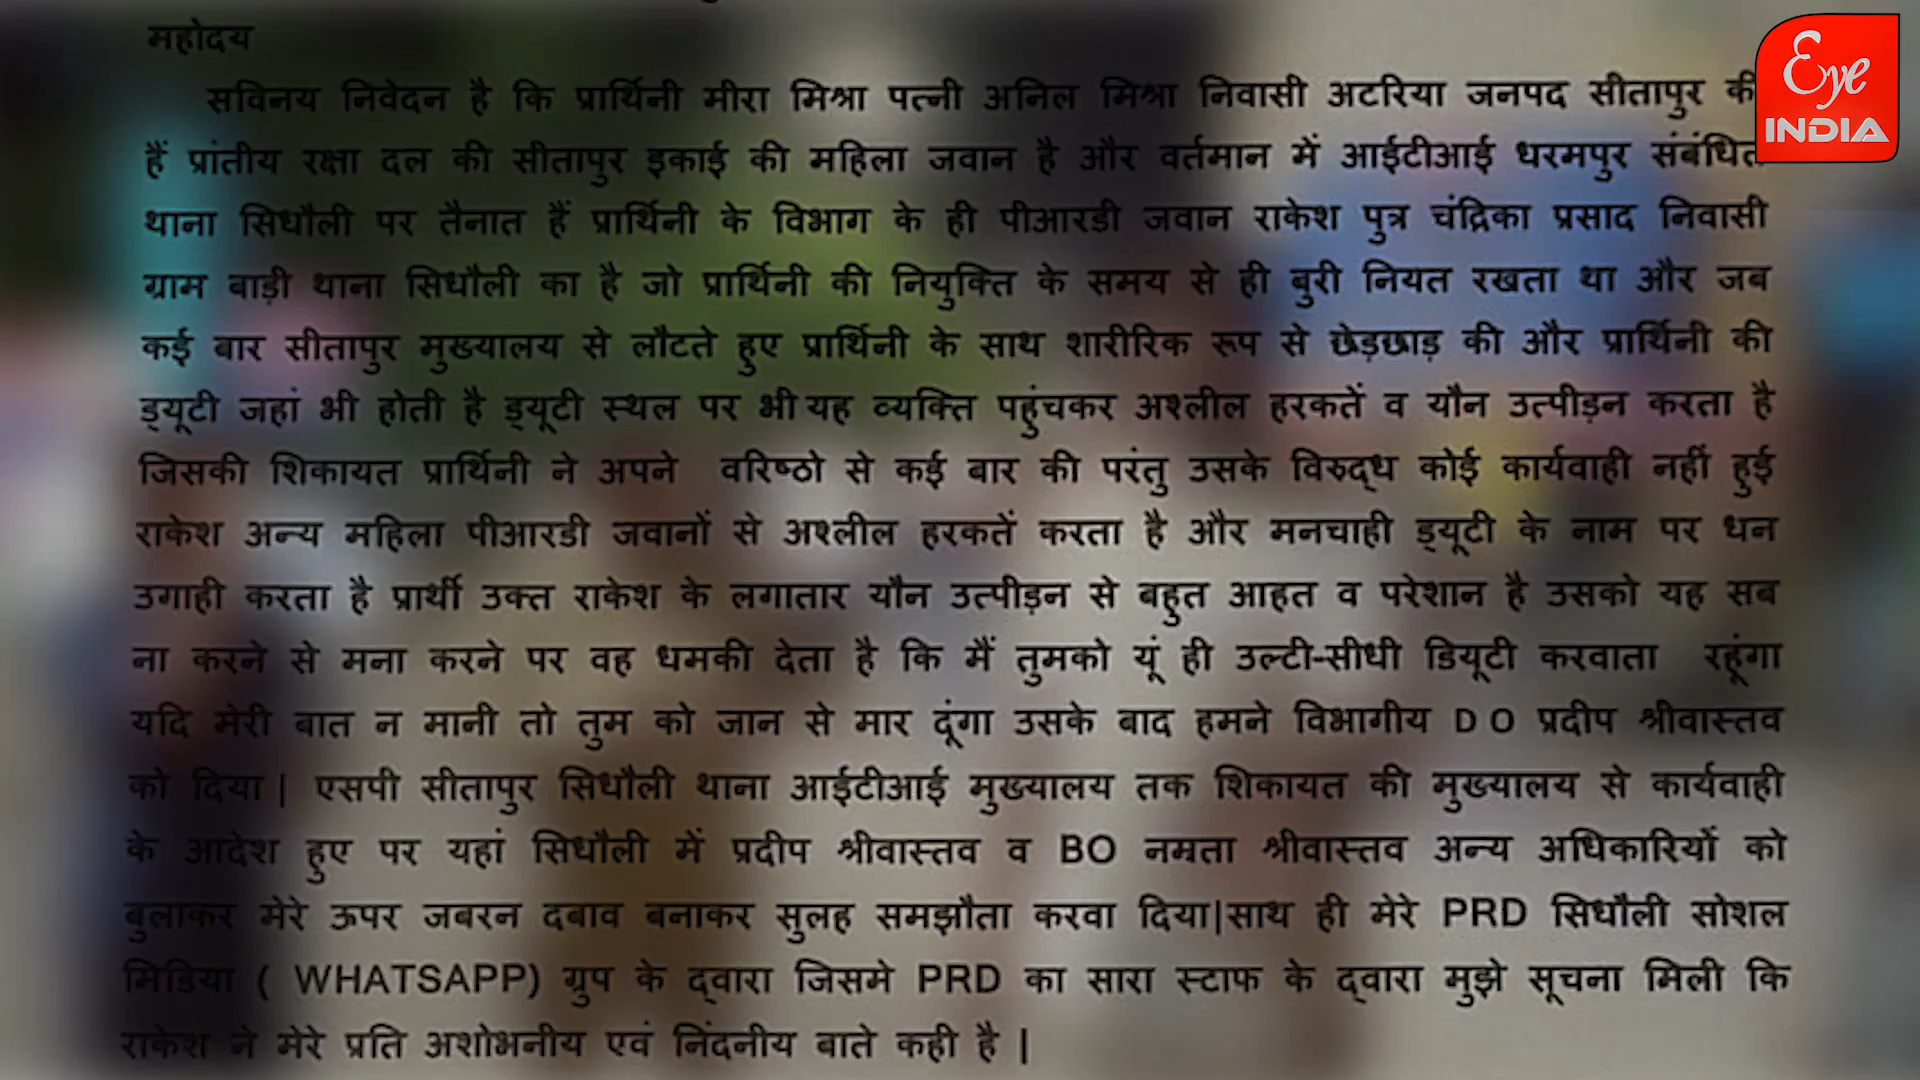 महोदय
सविनय निवेदन है कि प्रार्थिनी मीरा मिश्रा पत्नी अनिल मिश्रा निवासी अटरिया जनपद सीतापुर की
हैं प्रांतीय रक्षा दल की सीतापुर इकाई की महिला जवान है और वर्तमान में आईटीआई धरमपुर संबंधित
थाना सिधौली पर तैनात हैं प्रार्थिनी के विभाग के ही पीआरडी जवान राकेश पुत्र चंद्रिका प्रसाद निवासी
ग्राम बाड़ी थाना सिधौली का है जो प्रार्थिनी की नियुक्ति के समय से ही बुरी नियत रखता था और जब
कई बार सीतापुर मुख्यालय से लौटते हुए प्रार्थिनी के साथ शारीरिक रूप से छेड़छाड़ की और प्रार्थिनी की
ड्यूटी जहां भी होती है ड्यूटी स्थल पर भी यह व्यक्ति पहुंचकर अश्लील हरकतें व यौन उत्पीड़न करता है
जिसकी शिकायत प्रार्थिनी ने अपने वरिष्ठो से कई बार की परंतु उसके विरुद्ध कोई कार्यवाही नहीं हुई
राकेश अन्य महिला पीआरडी जवानों से अश्लील हरकतें करता है और मनचाही ड्यूटी के नाम पर धन
उगाही करता है प्रार्थी उक्त राकेश के लगातार यौन उत्पीड़न से बहुत आहत व परेशान है उसको यह सब
ना करने से मना करने पर वह धमकी देता है कि मैं तुमको यूं ही उल्टी-सीधी डियूटी करवाता रहूंगा
यदि मेरी बात न मानी तो तुम को जान से मार दूंगा उसके बाद हमने विभागीय D O प्रदीप श्रीवास्तव
को दिया| एसपी सीतापुर सिधौली थाना आईटीआई मुख्यालय तक शिकायत की मुख्यालय से कार्यवाही
के आदेश हुए पर यहां सिधौली में प्रदीप श्रीवास्तव व BO नम्रता श्रीवास्तव अन्य अधिकारियों को
बुलाकर मेरे ऊपर जबरन दबाव बनाकर सुलह समझौता करवा दिया|साथ ही मेरे PRD सिधौली सोशल
मिडिया ( WHATSAPP) ग्रुप के द्वारा जिसमे PRD का सारा स्टाफ के द्वारा मुझे सूचना मिली कि
राकेश ने मेरे प्रति अशोभनीय एवं निंदनीय बाते कही है |
Eye
INDIA